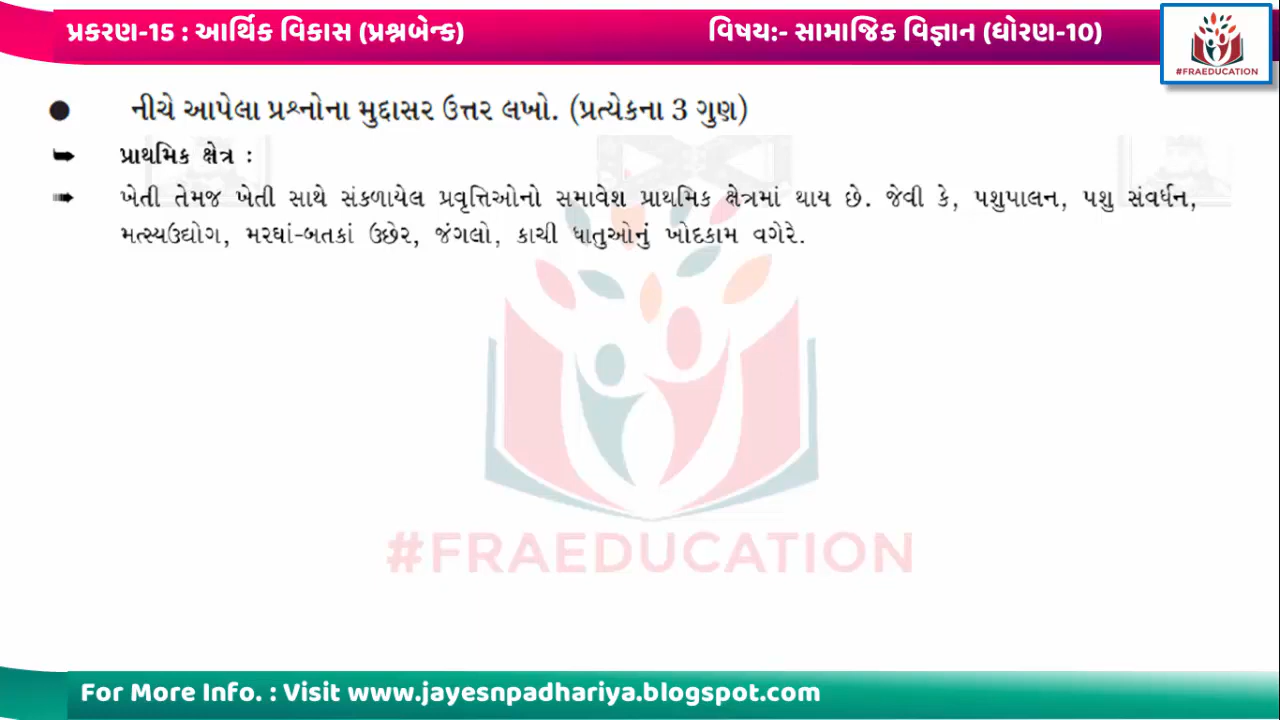 પ્રકરણ-15 : આર્થિક વિકાસ (પ્રશ્નબેન્ક)
વિષય:- સામાજિક વિજ્ઞાન (ધોરણ-10)
#FRAEDUCATION
● નીચે આપેલા પ્રશ્નોના મુદ્દાસર ઉત્તર લખો. (પ્રત્યેકના 3 ગુણ)
➥ પ્રાથમિક ક્ષેત્ર :
➠ ખેતી તેમજ ખેતી સાથે સંકળાયેલ પ્રવૃત્તિઓનો સમાવેશ પ્રાથમિક ક્ષેત્રમાં થાય છે. જેવી કે, પશુપાલન, પશુ સંવર્ધન,
મત્સ્યઉદ્યોગ, મરઘાં-બતકાં ઉછેર, જંગલો, કાચી ધાતુઓનું ખોદકામ વગેરે.
#FRAEDUCATION
For More Info. : Visit www.jayesnpadhariya.blogspot.com